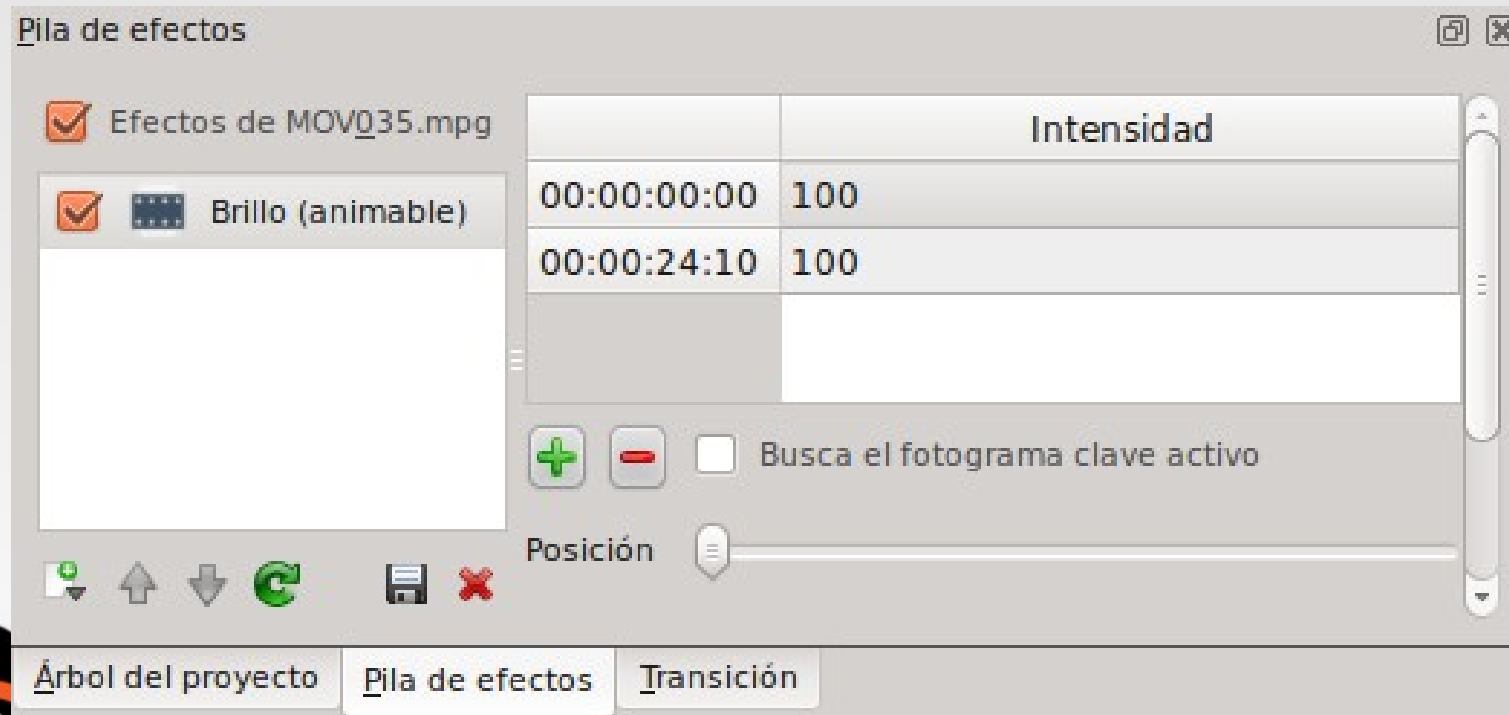 Pila de efectos
Efectos de MOV035.mpg
Brillo (animable)
Intensidad
00:00:00:00 100
00:00:24:10 100
Busca el fotograma clave activo
Posición
Árbol del proyecto
Pila de efectos
Transición